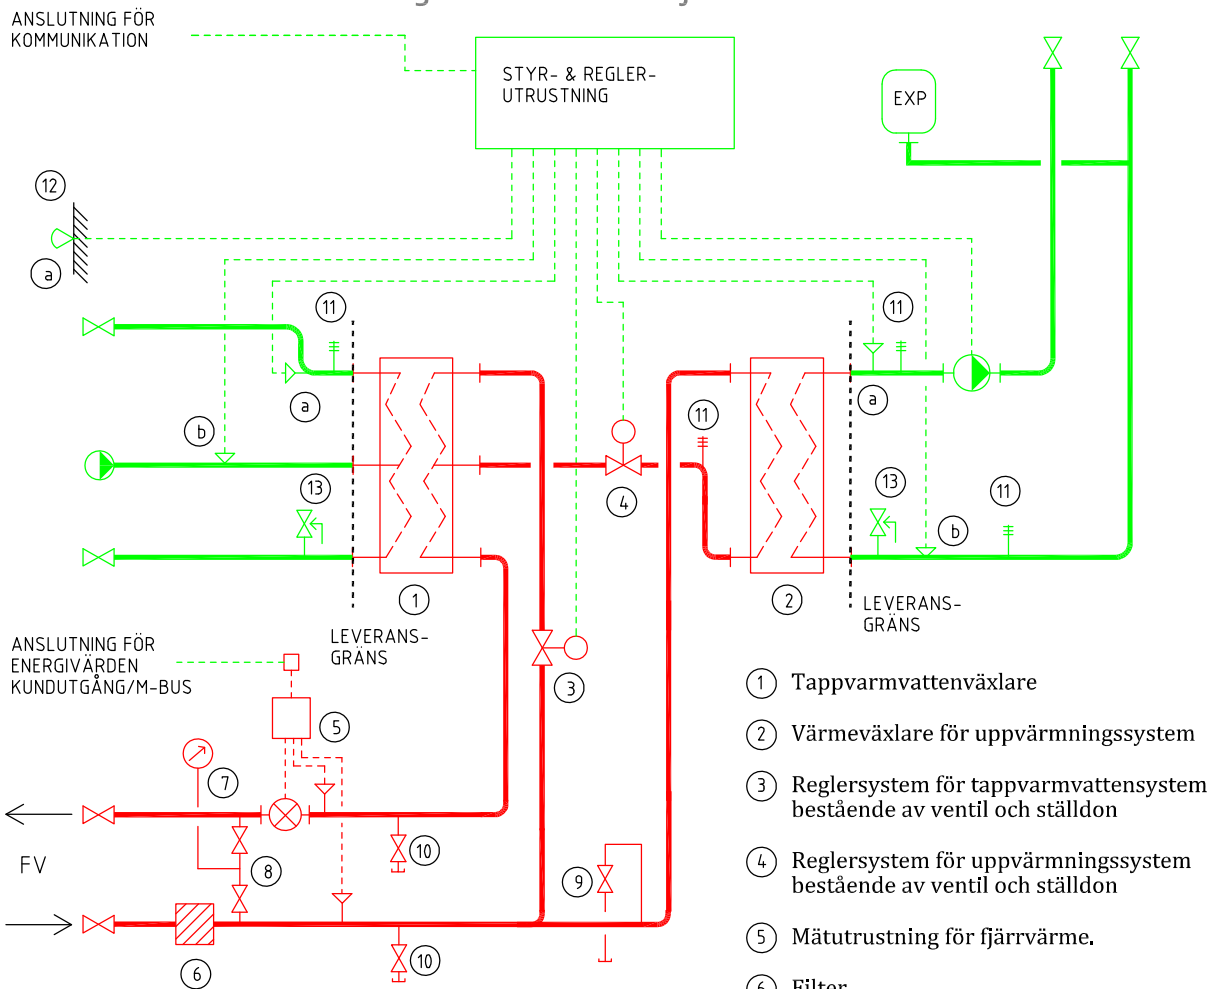 ANSLUTNING FÖR
KOMMUNIKATION
STYR- & REGLER-
UTRUSTNING
EXP
12
a
11
11
a
a
b
11
13
4
13
11
b
1
2
LEVERANS-
GRÄNS
LEVERANS-
GRÄNS
ANSLUTNING FÖR
ENERGIVÄRDEN
KUNDUTGÅNG/M-BUS
3
5
7
FV
8
10
9
6
10
1 Tappvarmvattenväxlare
2 Värmeväxlare för uppvärmningssystem
3 Reglersystem för tappvarmvattensystem
bestående av ventil och ställdon
4 Reglersystem för uppvärmningssystem
bestående av ventil och ställdon
5 Mätutrustning för fjärrvärme.
6 Filter